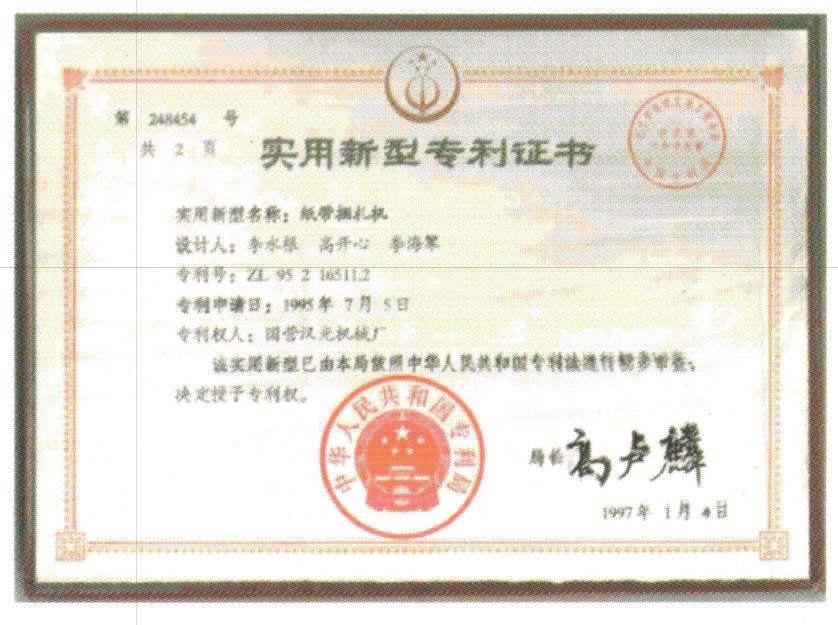 第 248454 号
共 2 页
实用新型专利证书
实用新型名称：纸带捆扎机
设计人：李水根 高开心 李海军
专利号：ZL 95 2 16511.2
专利申请日：1995年 7月 5日
专利权人：国营汉光机械厂
该实用新型已由本局依照中华人民共和国专利法进行初步审查，
决定授予专利权。
中华人民共和国专利局
局长 高卢麟
1997年 1月 4日